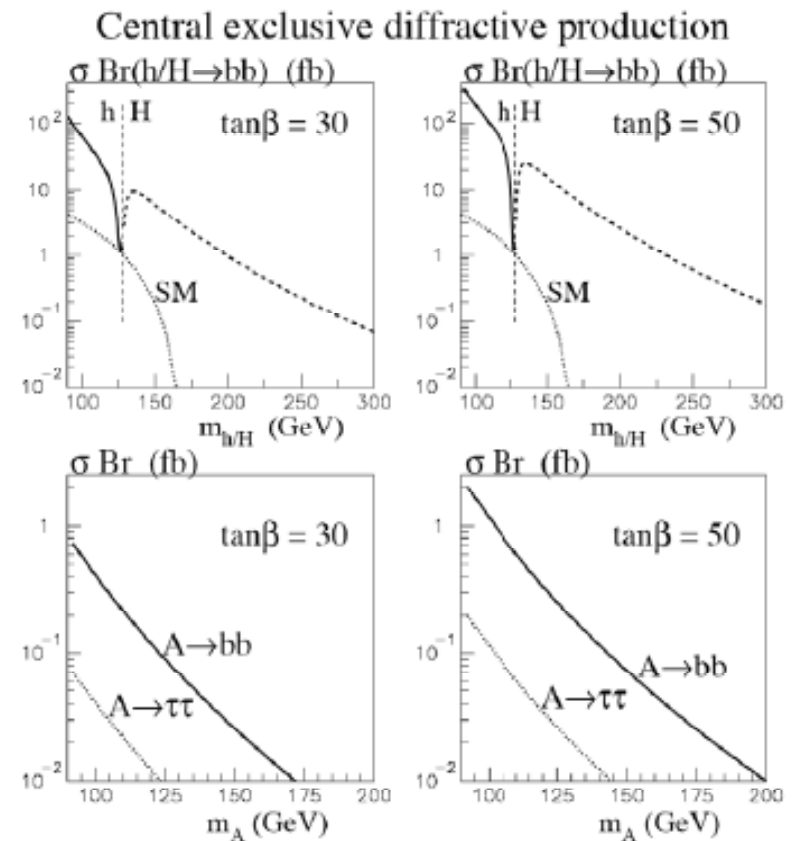 Central exclusive diffractive production
σ Br(h/H→bb) (fb)
h H
tanβ = 30
SM
10²
10
1
10⁻¹
10⁻²
100 150 200 250 300
m_h/H (GeV)
σ Br(h/H→bb) (fb)
h H
tanβ = 50
SM
10²
10
1
10⁻¹
10⁻²
100 150 200 250 300
m_h/H (GeV)
σ Br (fb)
tanβ = 30
1
A→bb
10⁻¹
A→ττ
10⁻²
100 125 150 175 200
m_A (GeV)
σ Br (fb)
tanβ = 50
1
10⁻¹
A→bb
A→ττ
10⁻²
100 125 150 175 200
m_A (GeV)